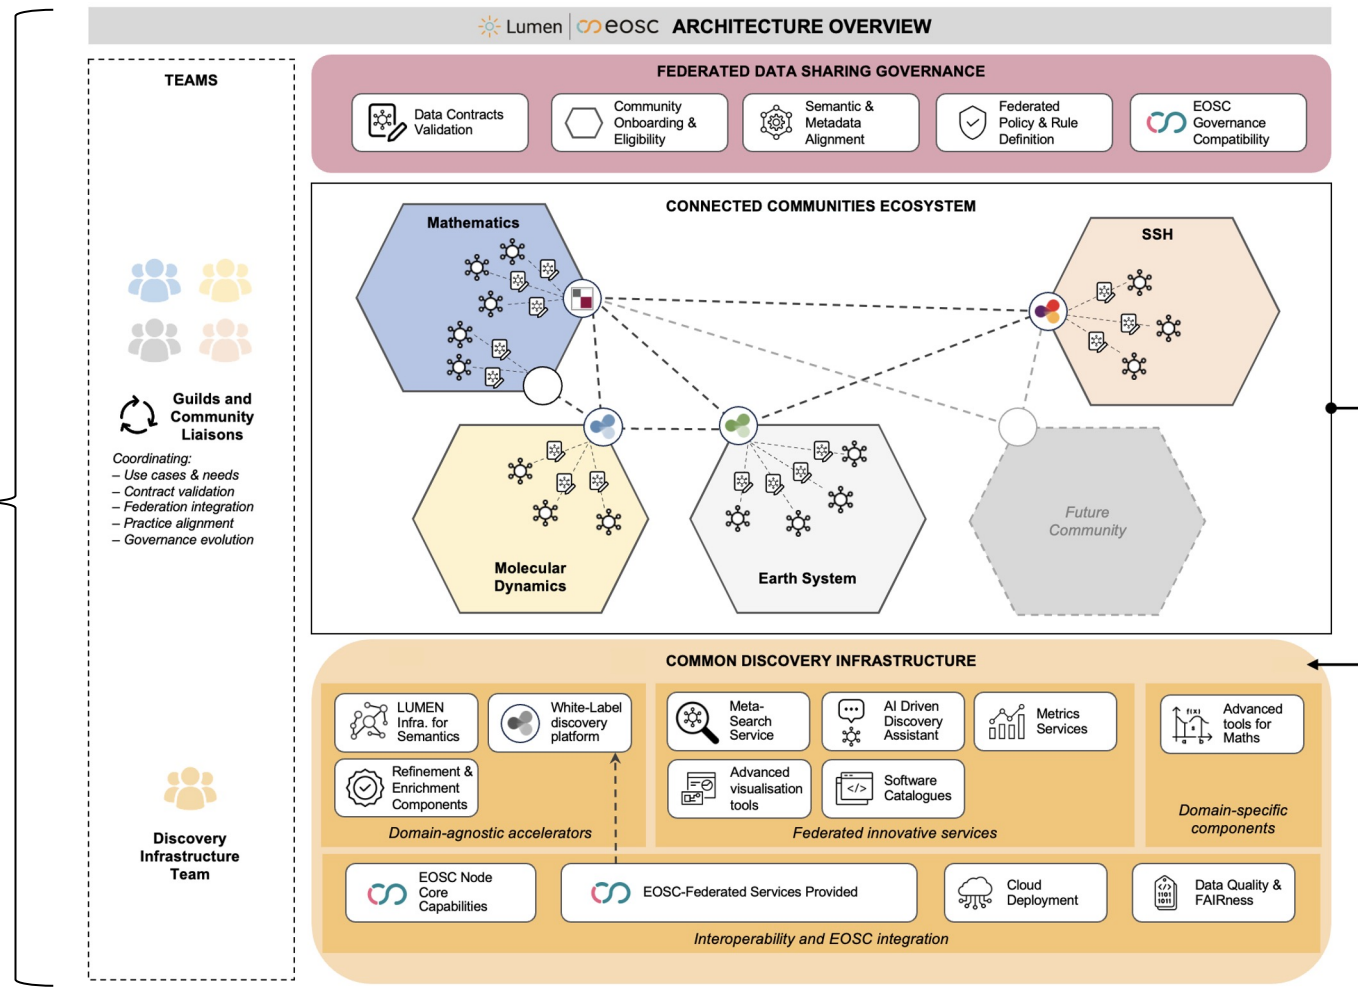 Lumen eosc ARCHITECTURE OVERVIEW
TEAMS
Guilds and
Community
Liaisons
Coordinating:
– Use cases & needs
– Contract validation
– Federation integration
– Practice alignment
– Governance evolution
Discovery
Infrastructure
Team
FEDERATED DATA SHARING GOVERNANCE
Data Contracts
Validation
Community
Onboarding &
Eligibility
Semantic &
Metadata
Alignment
Federated
Policy & Rule
Definition
EOSC
Governance
Compatibility
CONNECTED COMMUNITIES ECOSYSTEM
Mathematics
SSH
Molecular
Dynamics
Earth System
Future
Community
COMMON DISCOVERY INFRASTRUCTURE
LUMEN
Infra. for
Semantics
White-Label
discovery
platform
Refinement &
Enrichment
Components
Domain-agnostic accelerators
Meta-
Search
Service
AI Driven
Discovery
Assistant
Metrics
Services
Advanced
visualisation
tools
</>
Software
Catalogues
Federated innovative services
f(x)
a b
Advanced
tools for
Maths
Domain-specific
components
EOSC Node
Core
Capabilities
EOSC-Federated Services Provided
Cloud
Deployment
</>
1101
1011
Data Quality &
FAIRness
Interoperability and EOSC integration